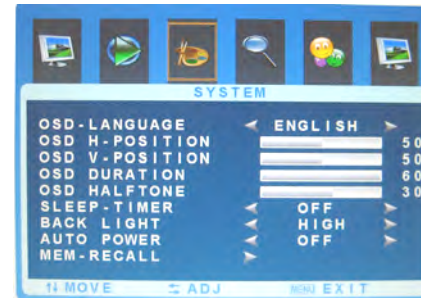 SYSTEM
OSD-LANGUAGE ENGLISH
OSD H-POSITION 50
OSD V-POSITION 50
OSD DURATION 60
OSD HALFTONE 30
SLEEP-TIMER OFF
BACK LIGHT HIGH
AUTO POWER OFF
MEM-RECALL
MOVE ADJ MENU EXIT